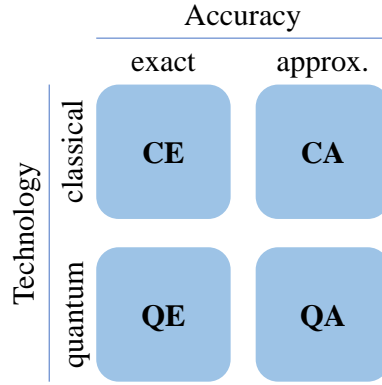 Accuracy
exact approx.
Technology
classical
CE CA
quantum
QE QA